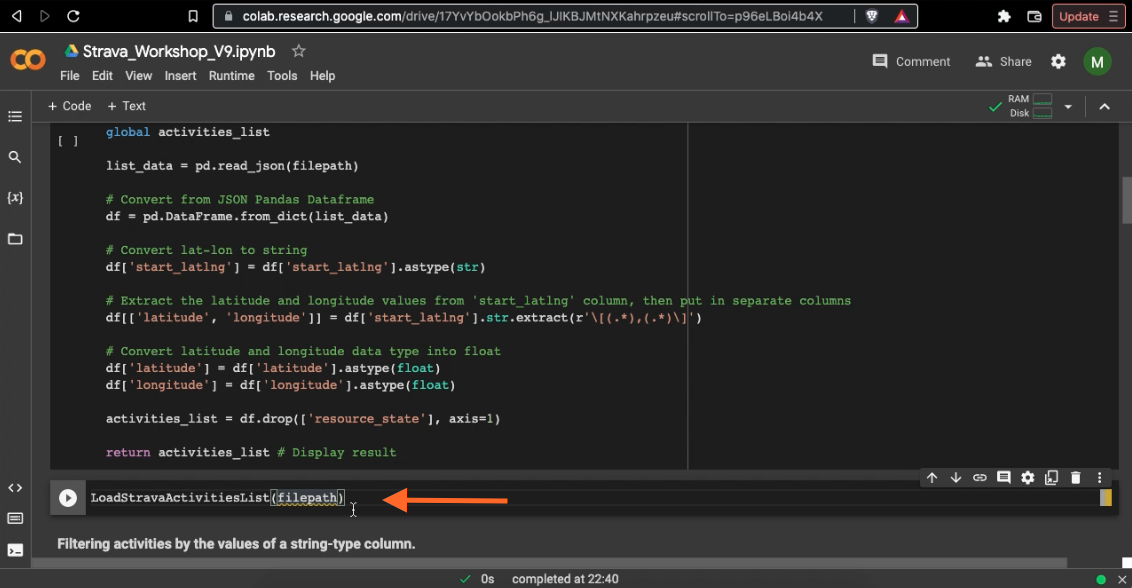 colab.research.google.com/drive/17YvYbOokbPh6g_lJlKBJMtNXKahrpzeu#scrollTo=p96eLBoi4b4X
Update
Strava_Workshop_V9.ipynb
File Edit View Insert Runtime Tools Help
Comment
Share
M
+ Code + Text
RAM
Disk
[ ]
global activities_list
list_data = pd.read_json(filepath)
# Convert from JSON Pandas Dataframe
df = pd.DataFrame.from_dict(list_data)
# Convert lat-lon to string
df['start_latlng'] = df['start_latlng'].astype(str)
# Extract the latitude and longitude values from 'start_latlng' column, then put in separate columns
df[['latitude', 'longitude']] = df['start_latlng'].str.extract(r'\[(.*),(.*)\]')
# Convert latitude and longitude data type into float
df['latitude'] = df['latitude'].astype(float)
df['longitude'] = df['longitude'].astype(float)
activities_list = df.drop(['resource_state'], axis=1)
return activities_list # Display result
LoadStravaActivitiesList(filepath)
Filtering activities by the values of a string-type column.
0s completed at 22:40